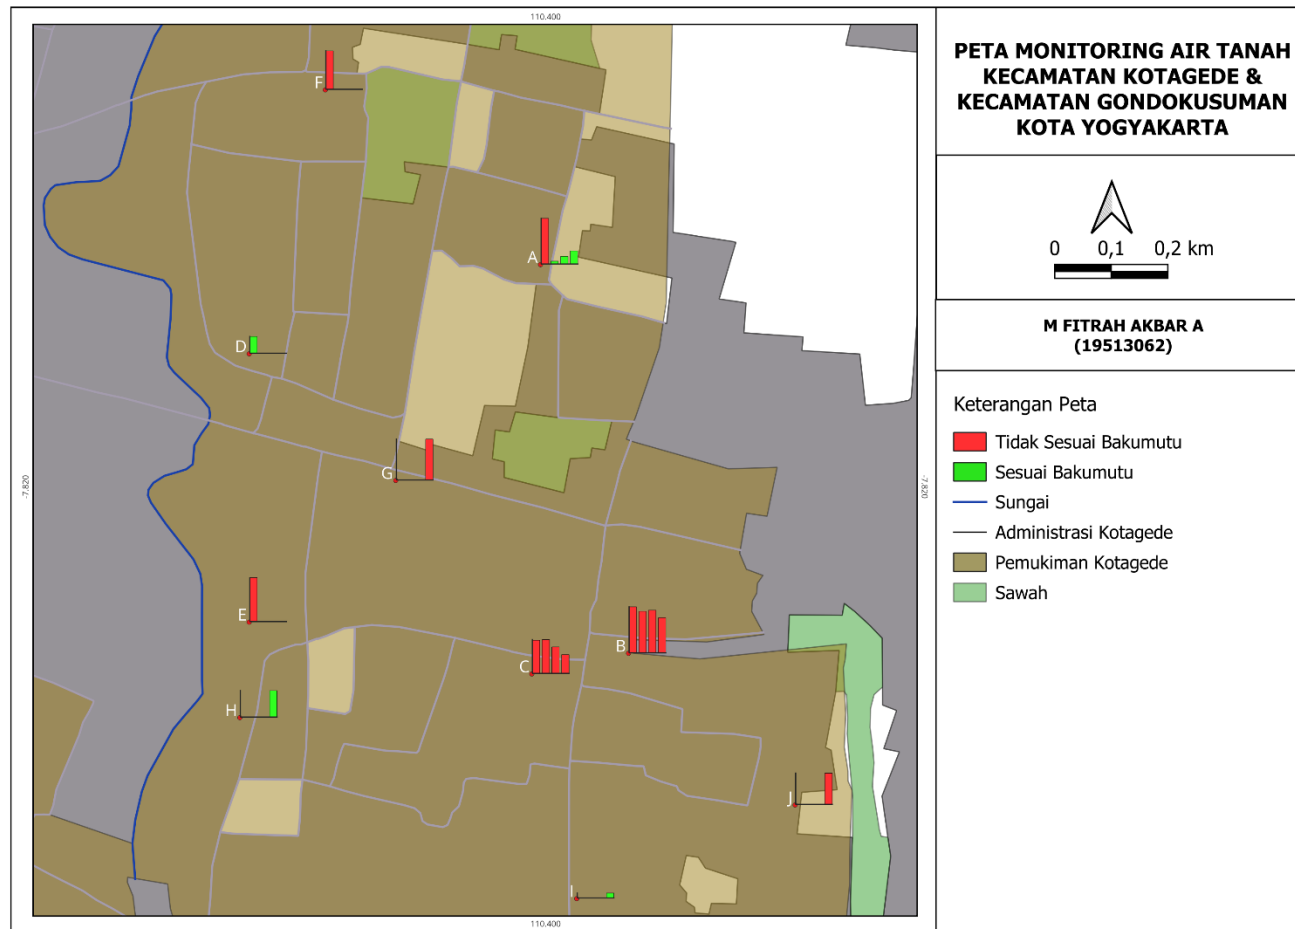 110.400
F
A
D
G
-7.820
-7.820
E
B
C
H
J
I
110.400
PETA MONITORING AIR TANAH
KECAMATAN KOTAGEDE &
KECAMATAN GONDOKUSUMAN
KOTA YOGYAKARTA
0 0,1 0,2 km
M FITRAH AKBAR A
(19513062)
Keterangan Peta
Tidak Sesuai Bakumutu
Sesuai Bakumutu
Sungai
Administrasi Kotagede
Pemukiman Kotagede
Sawah